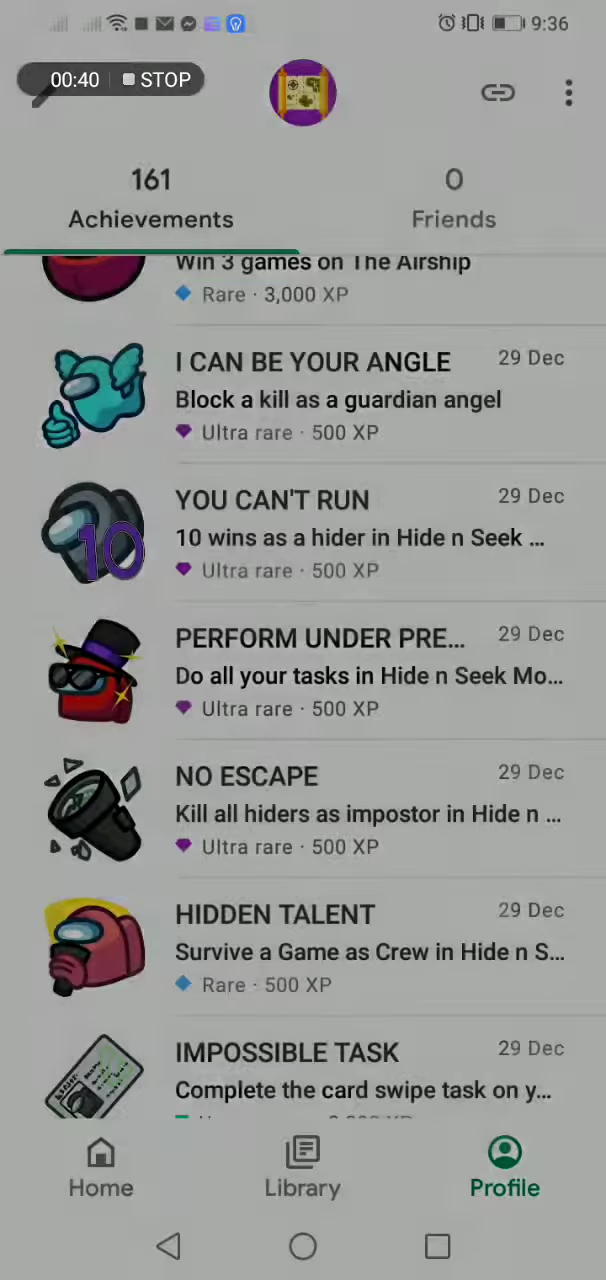 9:36
00:40 STOP
161
Achievements
0
Friends
Win 3 games on The Airship
Rare · 3,000 XP
I CAN BE YOUR ANGLE 29 Dec
Block a kill as a guardian angel
Ultra rare · 500 XP
YOU CAN'T RUN 29 Dec
10 wins as a hider in Hide n Seek ...
Ultra rare · 500 XP
10
PERFORM UNDER PRE... 29 Dec
Do all your tasks in Hide n Seek Mo...
Ultra rare · 500 XP
NO ESCAPE 29 Dec
Kill all hiders as impostor in Hide n ...
Ultra rare · 500 XP
HIDDEN TALENT 29 Dec
Survive a Game as Crew in Hide n S...
Rare · 500 XP
IMPOSSIBLE TASK 29 Dec
Complete the card swipe task on y...
Home
Library
Profile